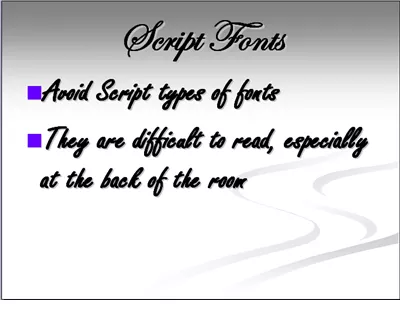 Script Fonts
Avoid Script types of fonts
They are difficult to read, especially
at the back of the room